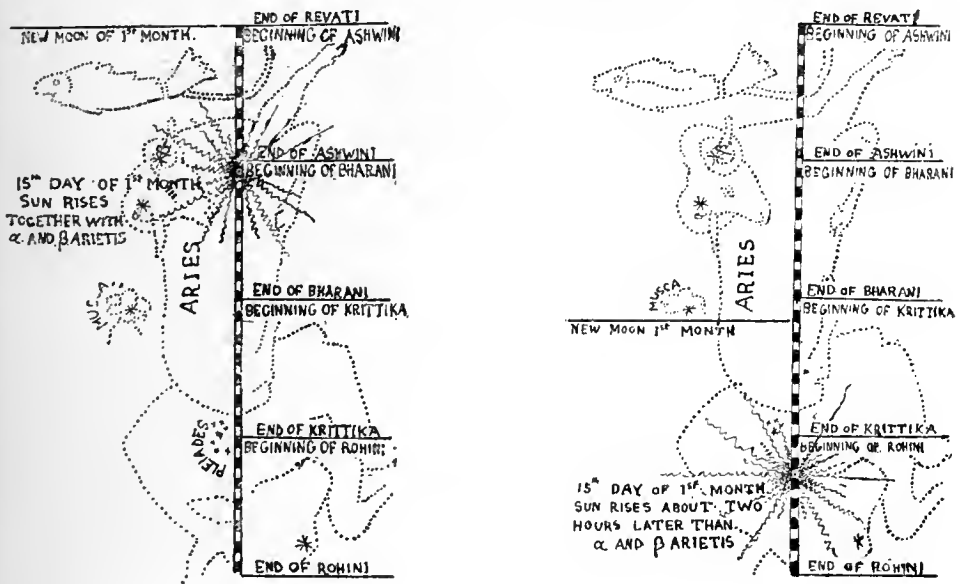 END OF REVATI
NEW MOON OF 1ST MONTH.
BEGINNING OF ASHWINI
END OF ASHWINI
BEGINNING OF BHARANI
15TH DAY OF 1ST MONTH
SUN RISES
TOGETHER WITH
α AND β ARIETIS
ARIES
END OF BHARANI
BEGINNING OF KRITTIKA
PLEIADES
END OF KRITTIKA
BEGINNING OF ROHINI
END OF ROHINI
END OF REVATI
BEGINNING OF ASHWINI
END OF ASHWINI
BEGINNING OF BHARANI
ARIES
MUSCA
END OF BHARANI
BEGINNING OF KRITTIKA
NEW MOON 1ST MONTH
END OF KRITTIKA
BEGINNING OF ROHINI
15TH DAY OF 1ST MONTH
SUN RISES ABOUT TWO
HOURS LATER THAN.
α AND β ARIETIS
END OF ROHINI